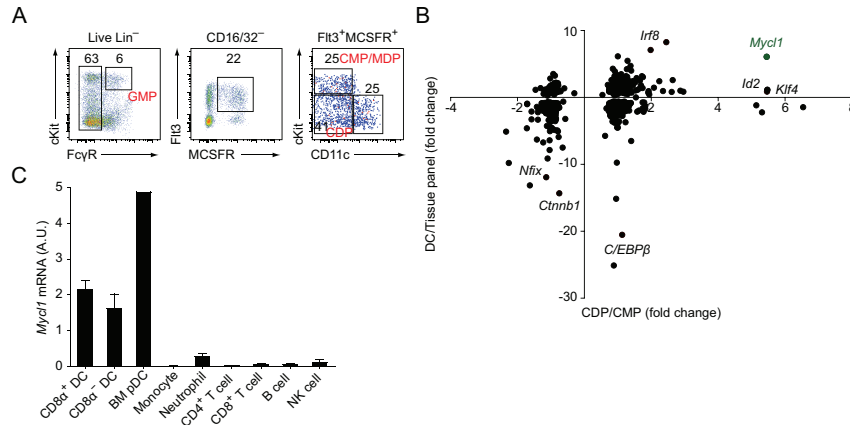 A
Live Lin⁻
63
6
GMP
cKit
FcγR
CD16/32⁻
22
Flt3
MCSFR
Flt3⁺MCSFR⁺
25
CMP/MDP
25
41
CDP
cKit
CD11c
B
10
-10
-20
-30
-4
-2
0
2
4
6
8
Irf8
Mycl1
Id2
Klf4
Nfix
Ctnnb1
C/EBPβ
DC/Tissue panel (fold change)
CDP/CMP (fold change)
C
5
4
3
2
1
0
Mycl1 mRNA (A.U.)
CD8α⁺ DC
CD8α⁻ DC
BM pDC
Monocyte
Neutrophil
CD4⁺ T cell
CD8⁺ T cell
B cell
NK cell